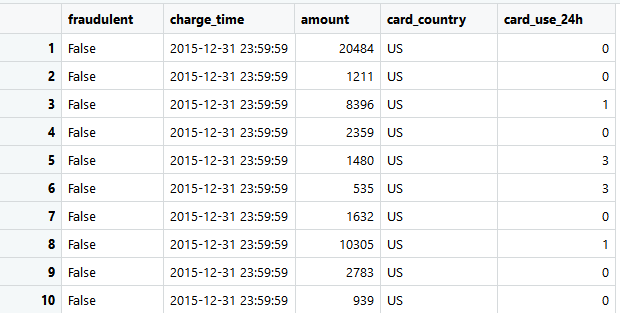 fraudulent charge_time amount card_country card_use_24h
1 False 2015-12-31 23:59:59 20484 US 0
2 False 2015-12-31 23:59:59 1211 US 0
3 False 2015-12-31 23:59:59 8396 US 1
4 False 2015-12-31 23:59:59 2359 US 0
5 False 2015-12-31 23:59:59 1480 US 3
6 False 2015-12-31 23:59:59 535 US 3
7 False 2015-12-31 23:59:59 1632 US 0
8 False 2015-12-31 23:59:59 10305 US 1
9 False 2015-12-31 23:59:59 2783 US 0
10 False 2015-12-31 23:59:59 939 US 0